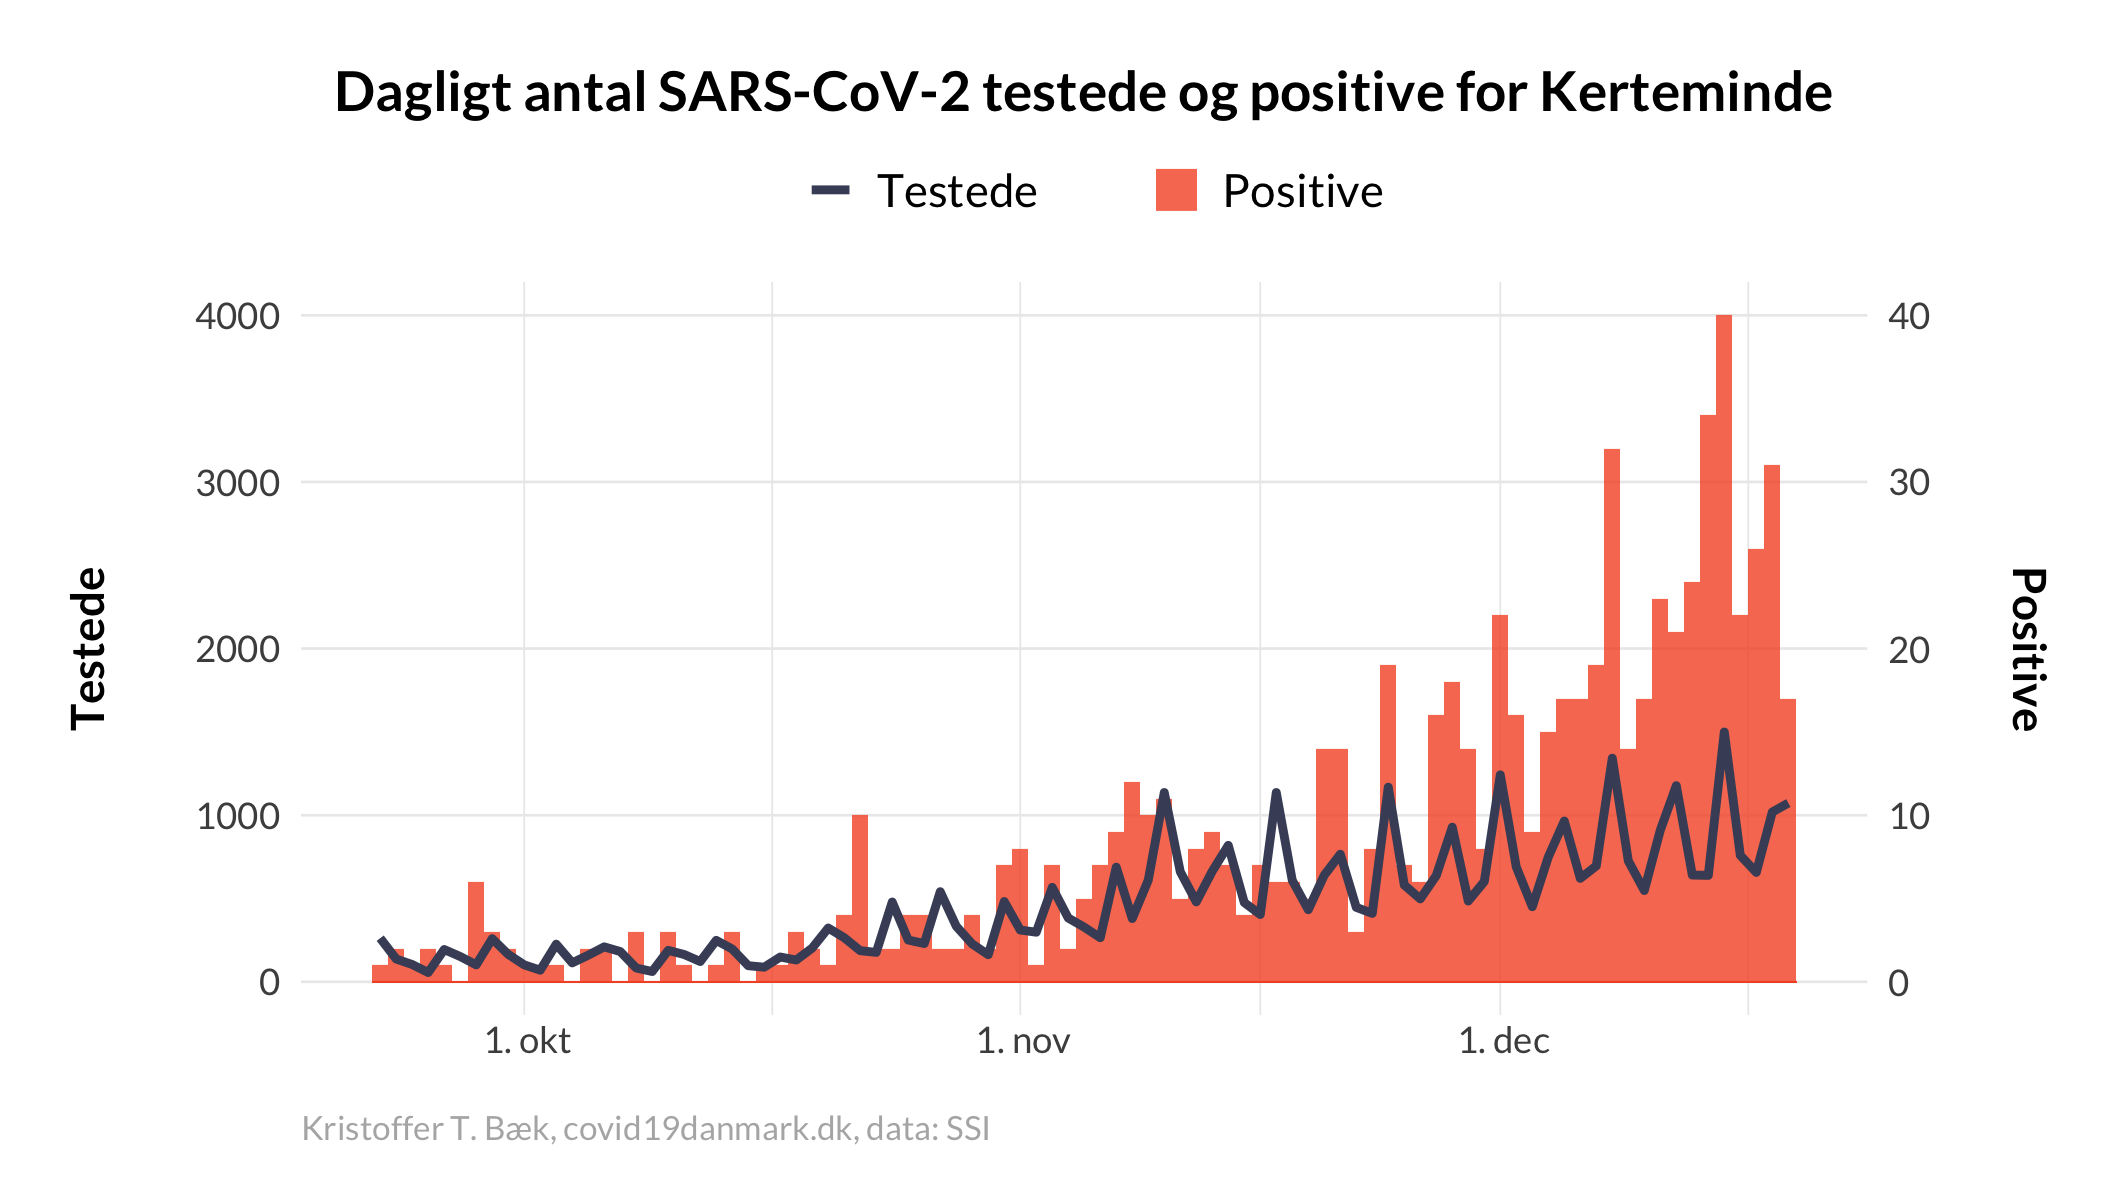 Dagligt antal SARS-CoV-2 testede og positive for Kerteminde
Testede
Positive
4000
3000
2000
1000
0
40
30
20
10
0
Testede
Positive
1. okt
1. nov
1. dec
Kristoffer T. Bæk, covid19danmark.dk, data: SSI